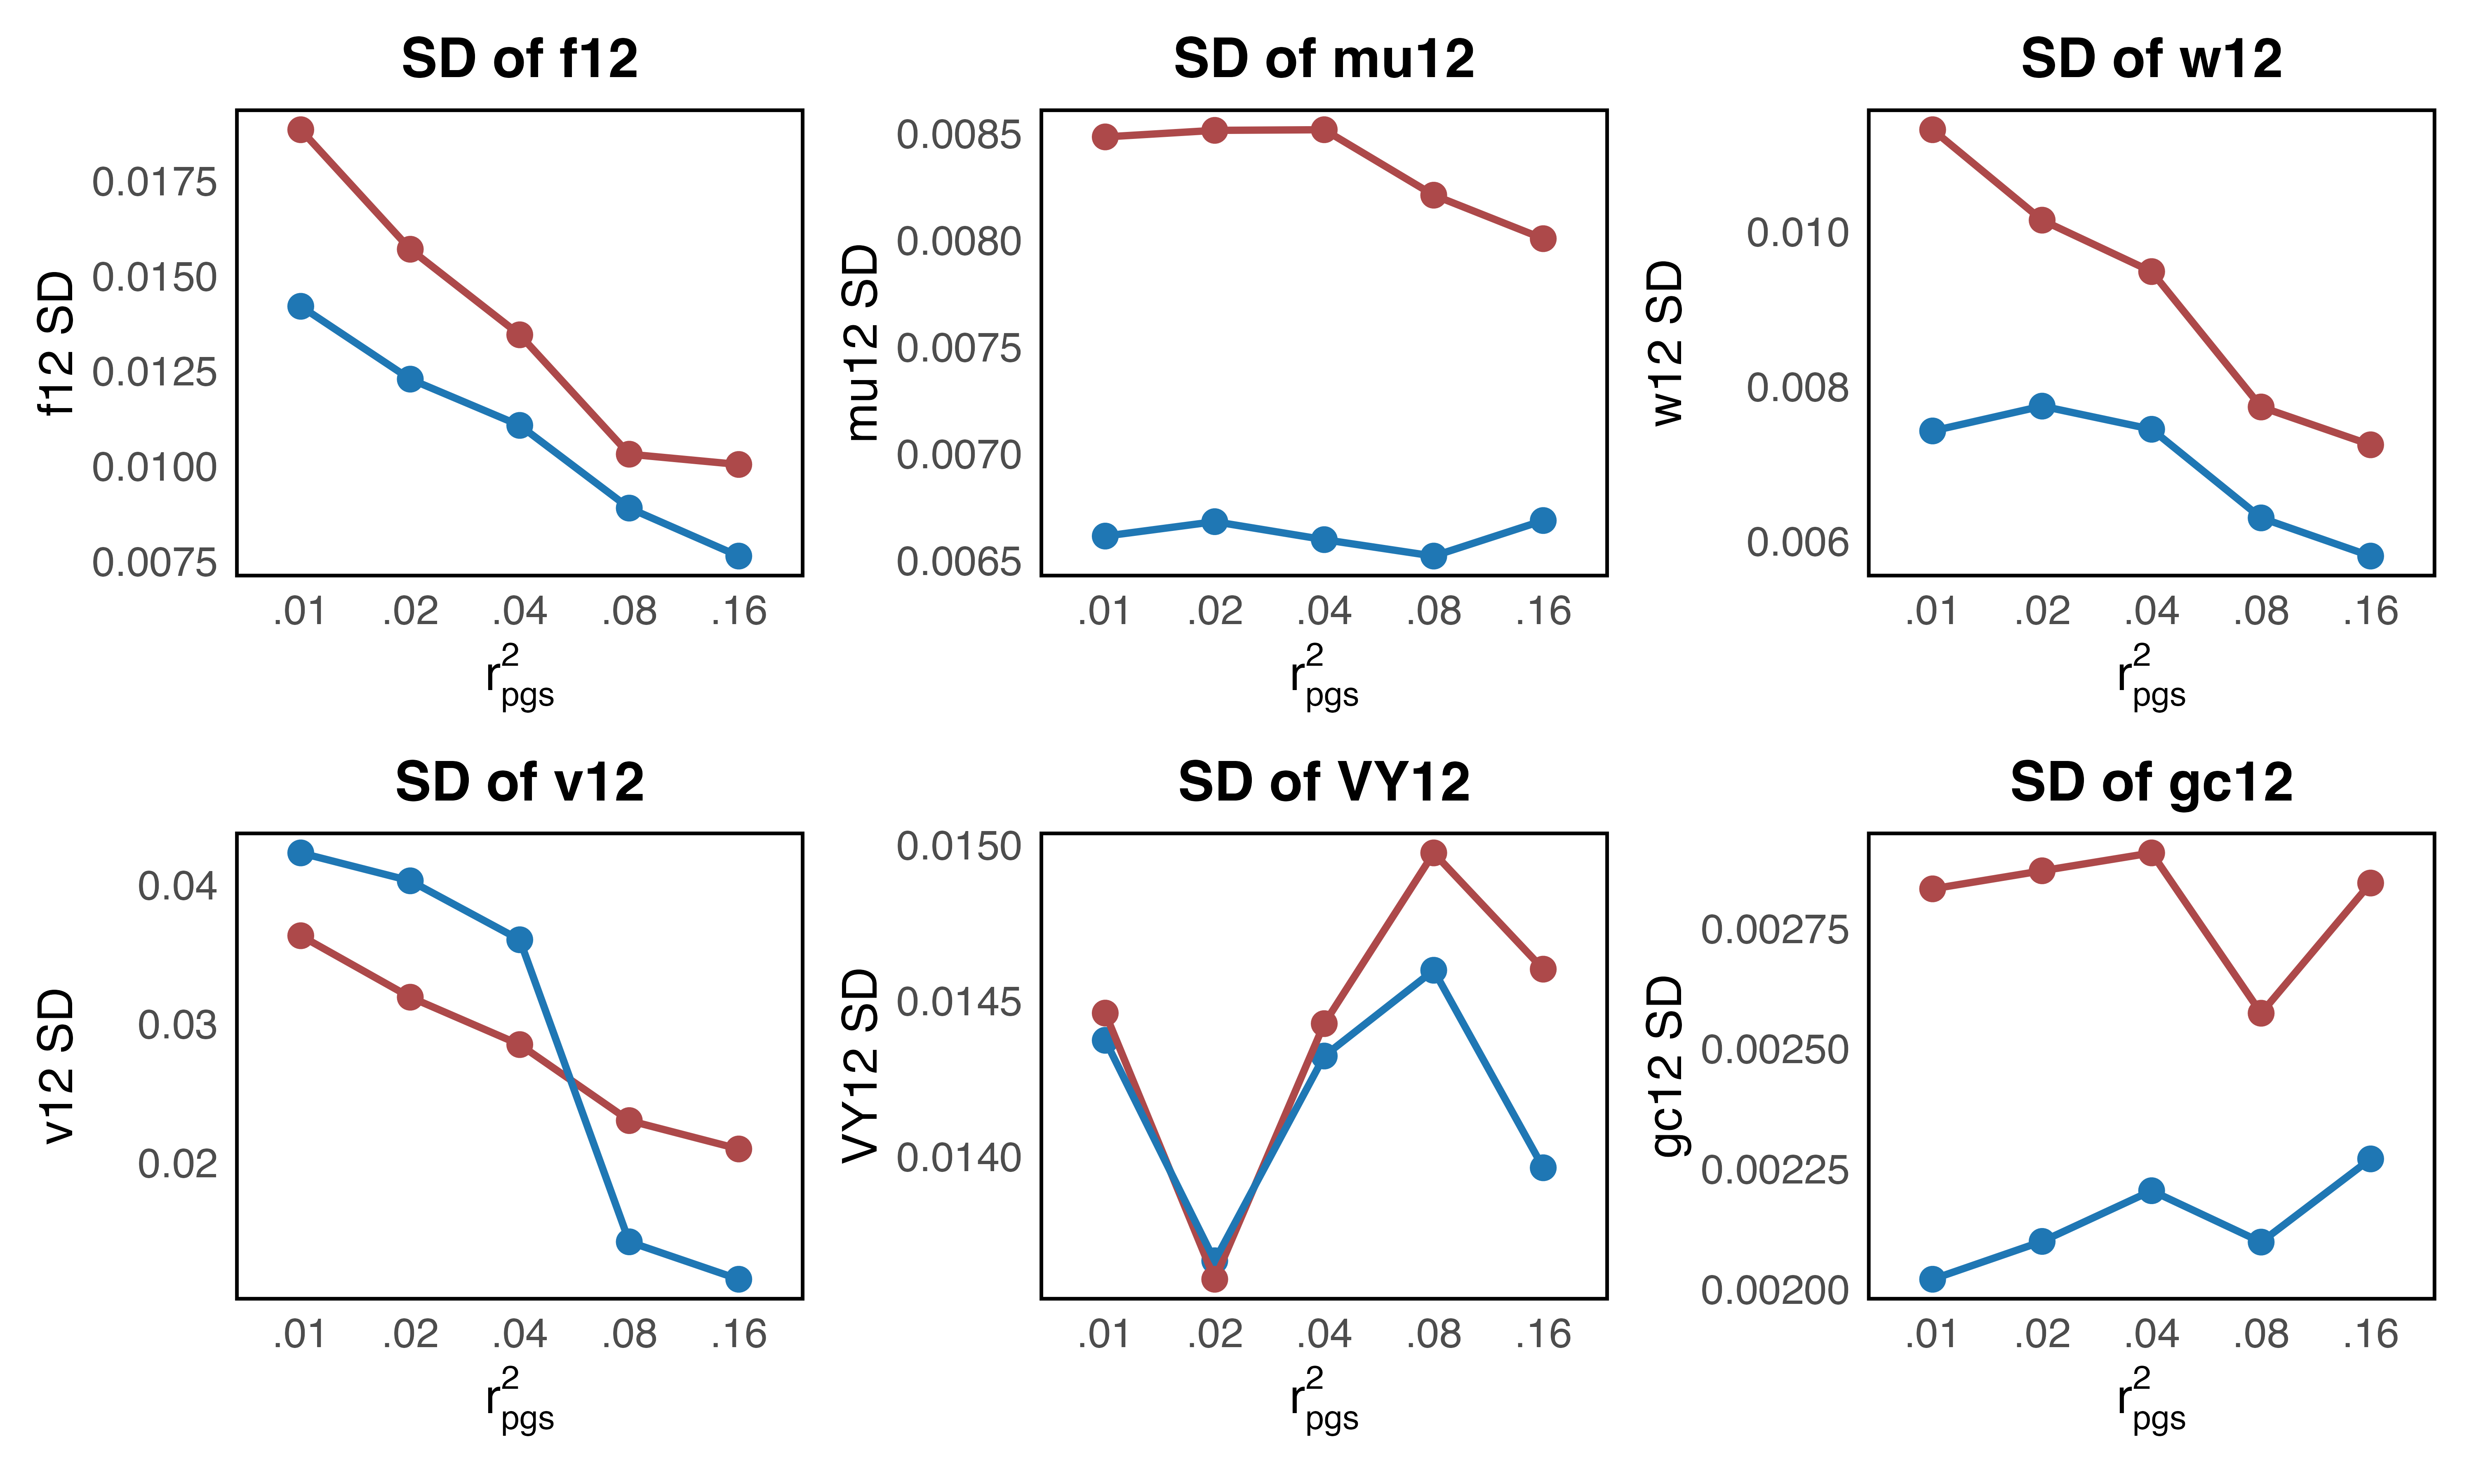 SD of f12
f12 SD
0.0175
0.0150
0.0125
0.0100
0.0075
.01 .02 .04 .08 .16
r²pgs
SD of mu12
mu12 SD
0.0085
0.0080
0.0075
0.0070
0.0065
.01 .02 .04 .08 .16
r²pgs
SD of w12
w12 SD
0.010
0.008
0.006
.01 .02 .04 .08 .16
r²pgs
SD of v12
v12 SD
0.04
0.03
0.02
.01 .02 .04 .08 .16
r²pgs
SD of VY12
VY12 SD
0.0150
0.0145
0.0140
.01 .02 .04 .08 .16
r²pgs
SD of gc12
gc12 SD
0.00275
0.00250
0.00225
0.00200
.01 .02 .04 .08 .16
r²pgs